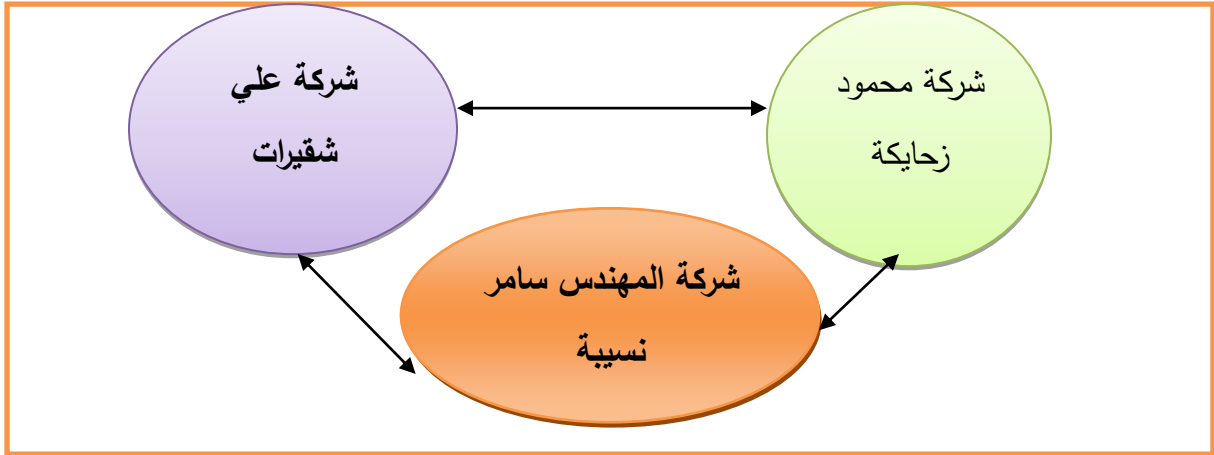 شركة محمود
زحايكة
شركة علي
شقيرات
شركة المهندس سامر
نسيبة